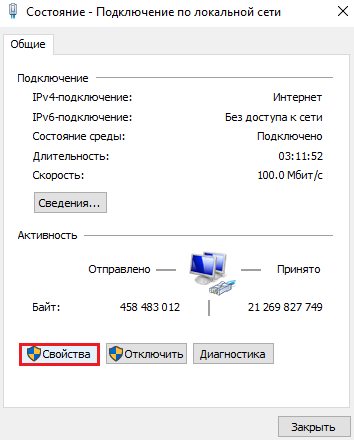 Состояние - Подключение по локальной сети
Общие
Подключение
IPv4-подключение: Интернет
IPv6-подключение: Без доступа к сети
Состояние среды: Подключено
Длительность: 03:11:52
Скорость: 100.0 Мбит/с
Сведения...
Активность
Отправлено — Принято
Байт: 458 483 012 | 21 269 827 749
Свойства Отключить Диагностика
Закрыть